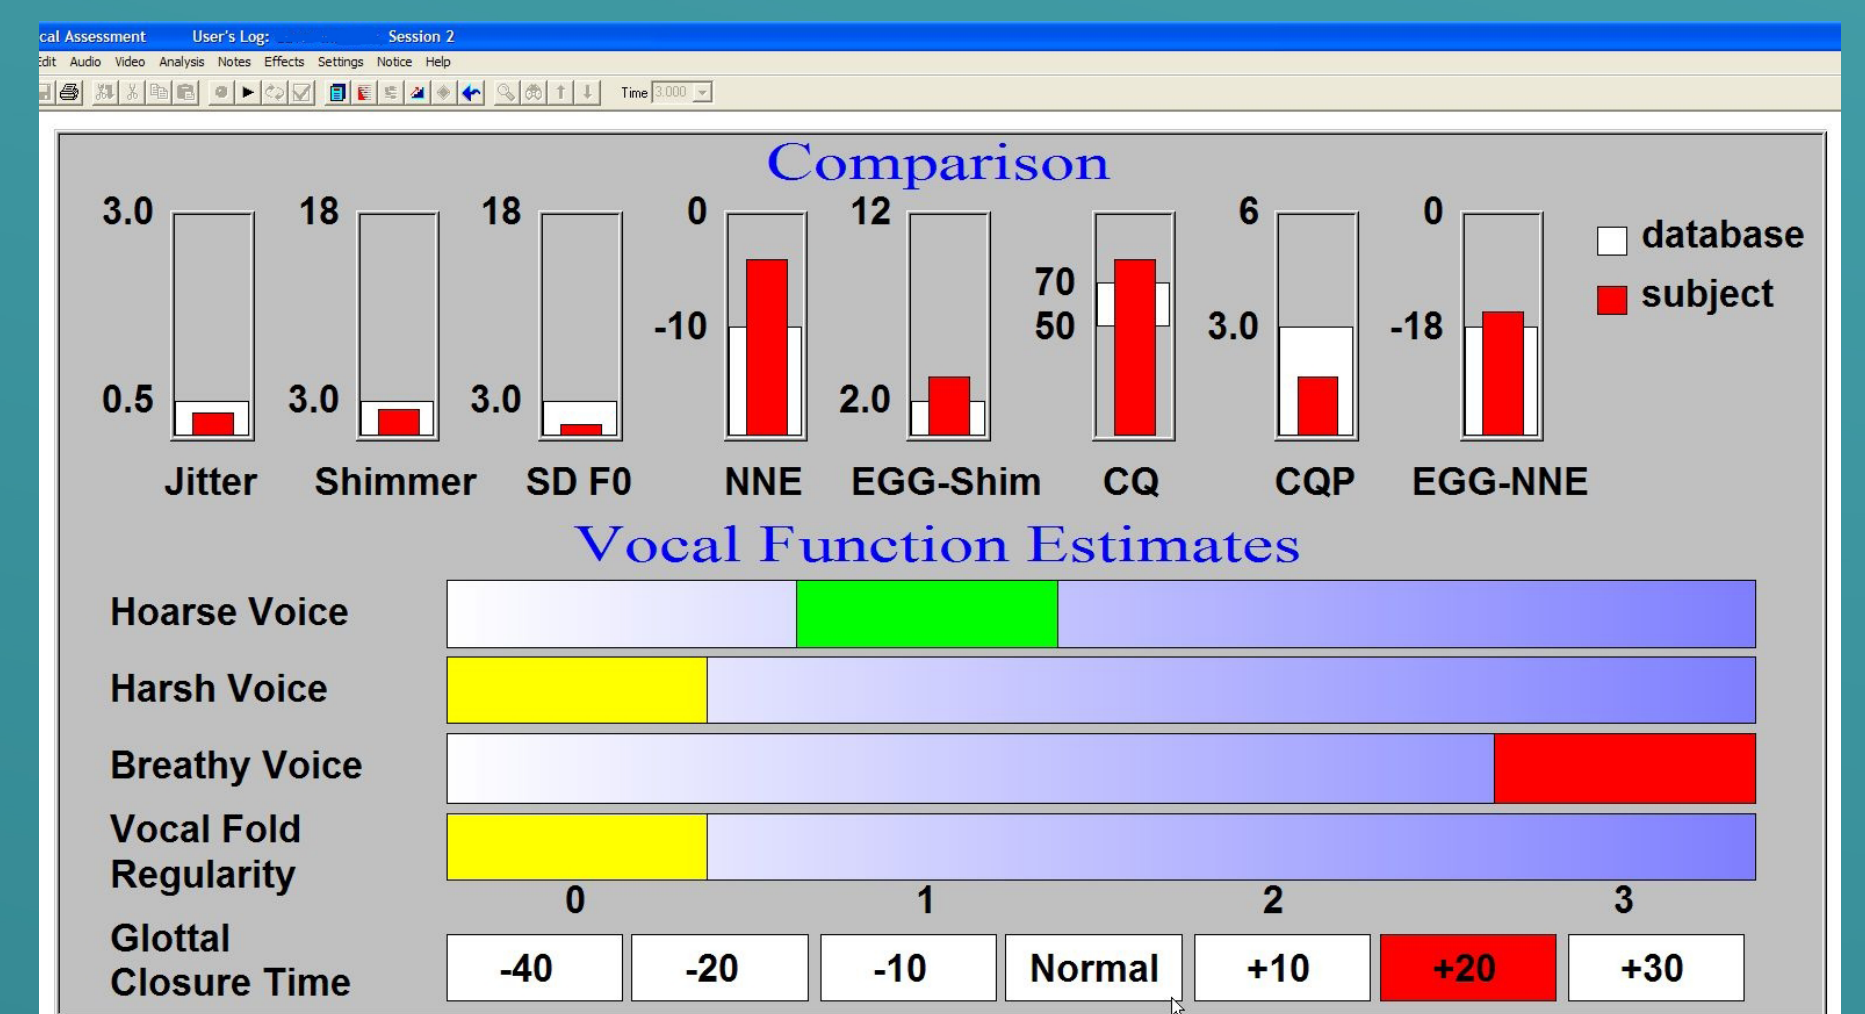 cal Assessment User's Log: Session 2
Edit Audio Video Analysis Notes Effects Settings Notice Help
Time 3.000
Comparison
3.0 18 18 0 12 6 0
database
70
subject
-10 50 3.0 -18
0.5 3.0 3.0 2.0
Jitter Shimmer SD F0 NNE EGG-Shim CQ CQP EGG-NNE
Vocal Function Estimates
Hoarse Voice
Harsh Voice
Breathy Voice
Vocal Fold
Regularity
0 1 2 3
Glottal
Closure Time
-40 -20 -10 Normal +10 +20 +30